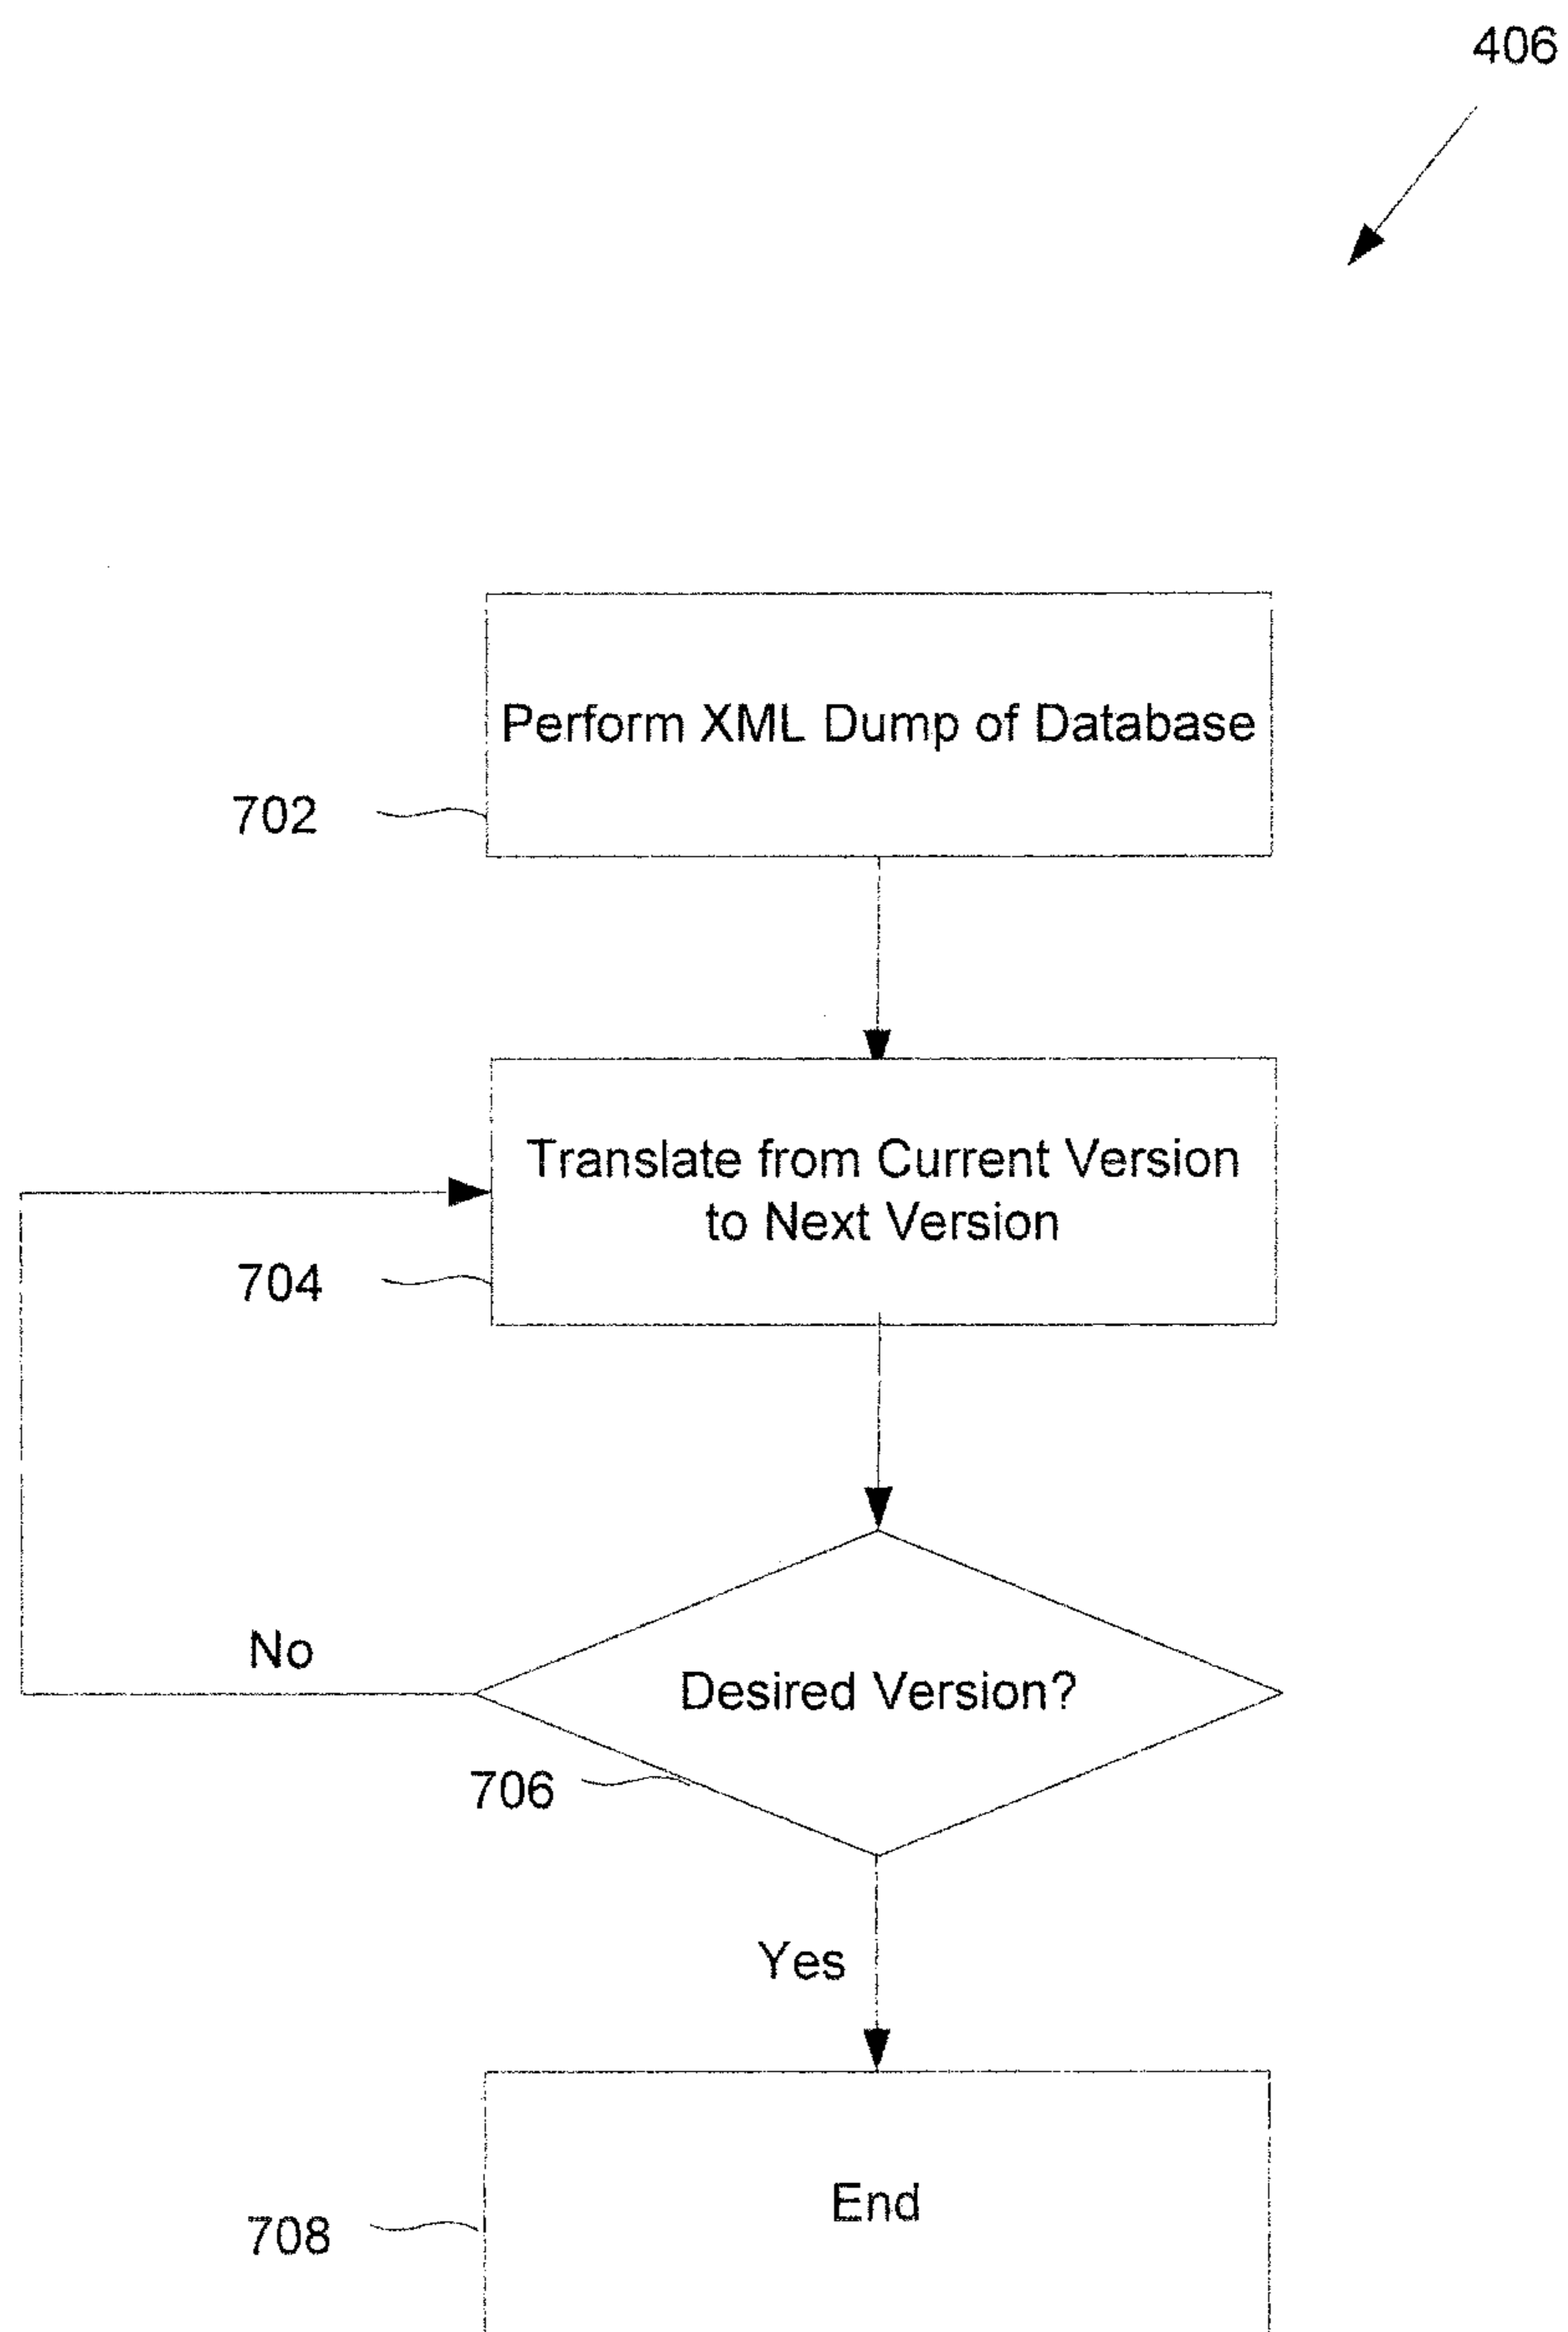 406
Perform XML Dump of Database
702
Translate from Current Version
to Next Version
704
No
Desired Version?
706
Yes
End
708